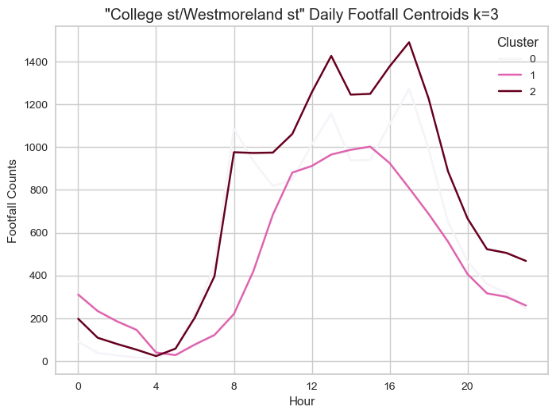 "College st/Westmoreland st" Daily Footfall Centroids k=3
Cluster
0
1
2
Footfall Counts
1400
1200
1000
800
600
400
200
0
0 4 8 12 16 20
Hour